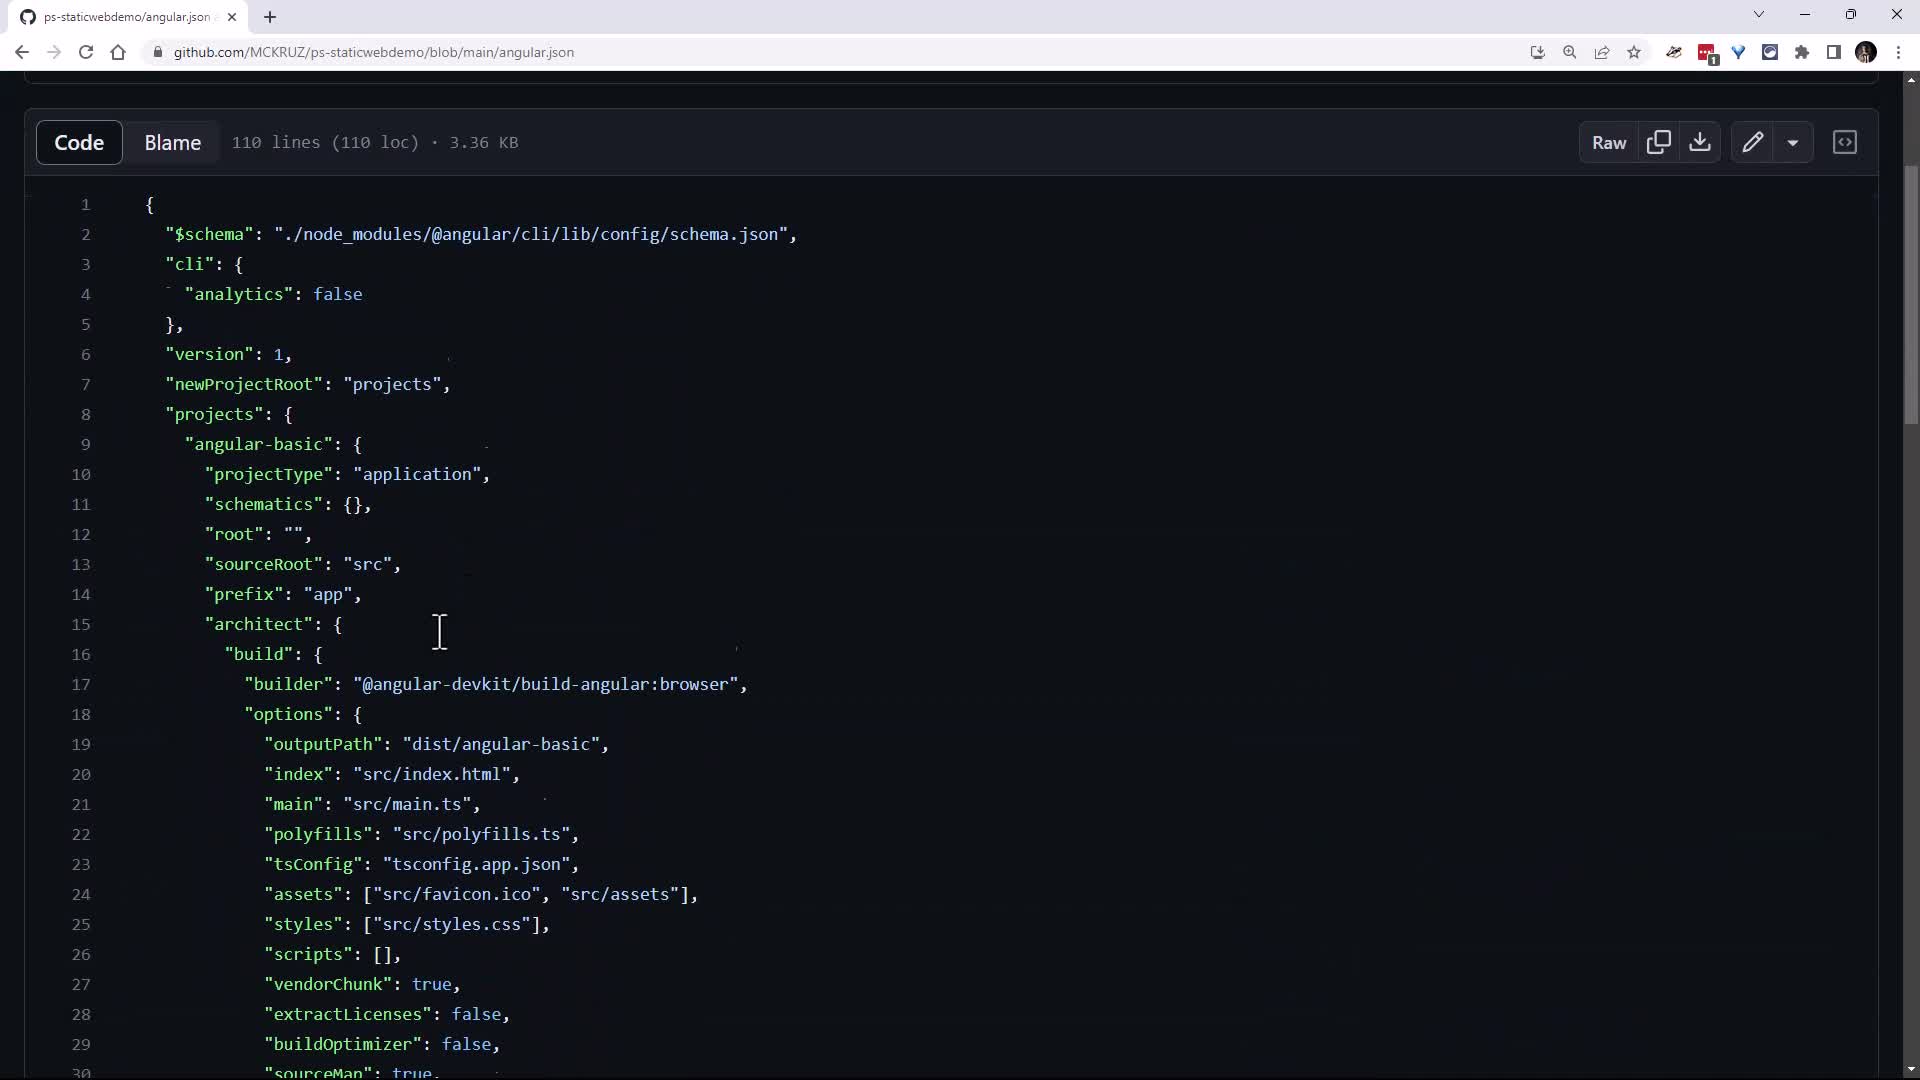 ps-staticwebdemo/angular.json
github.com/MCKRUZ/ps-staticwebdemo/blob/main/angular.json
1
Code
Blame
110 lines (110 loc) · 3.36 KB
Raw
1 {
2 "$schema": "./node_modules/@angular/cli/lib/config/schema.json",
3 "cli": {
4 "analytics": false
5 },
6 "version": 1,
7 "newProjectRoot": "projects",
8 "projects": {
9 "angular-basic": {
10 "projectType": "application",
11 "schematics": {},
12 "root": "",
13 "sourceRoot": "src",
14 "prefix": "app",
15 "architect": {
16 "build": {
17 "builder": "@angular-devkit/build-angular:browser",
18 "options": {
19 "outputPath": "dist/angular-basic",
20 "index": "src/index.html",
21 "main": "src/main.ts",
22 "polyfills": "src/polyfills.ts",
23 "tsConfig": "tsconfig.app.json",
24 "assets": ["src/favicon.ico", "src/assets"],
25 "styles": ["src/styles.css"],
26 "scripts": [],
27 "vendorChunk": true,
28 "extractLicenses": false,
29 "buildOptimizer": false,
30 "sourceMap": true,